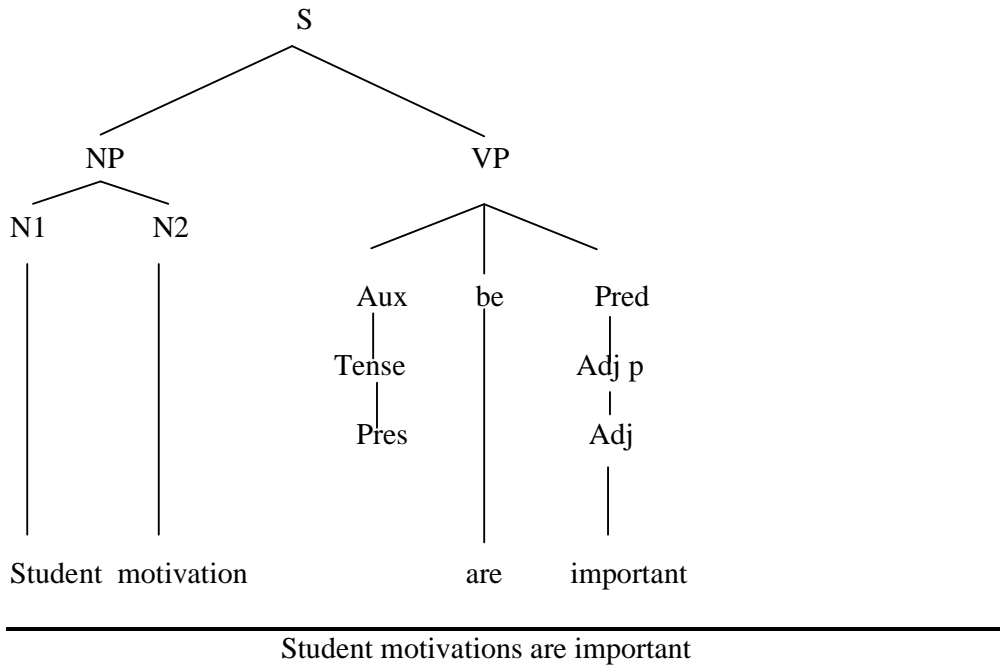 S
NP VP
N1 N2
Aux be Pred
Tense Adj p
Pres Adj
Student motivation are important
Student motivations are important